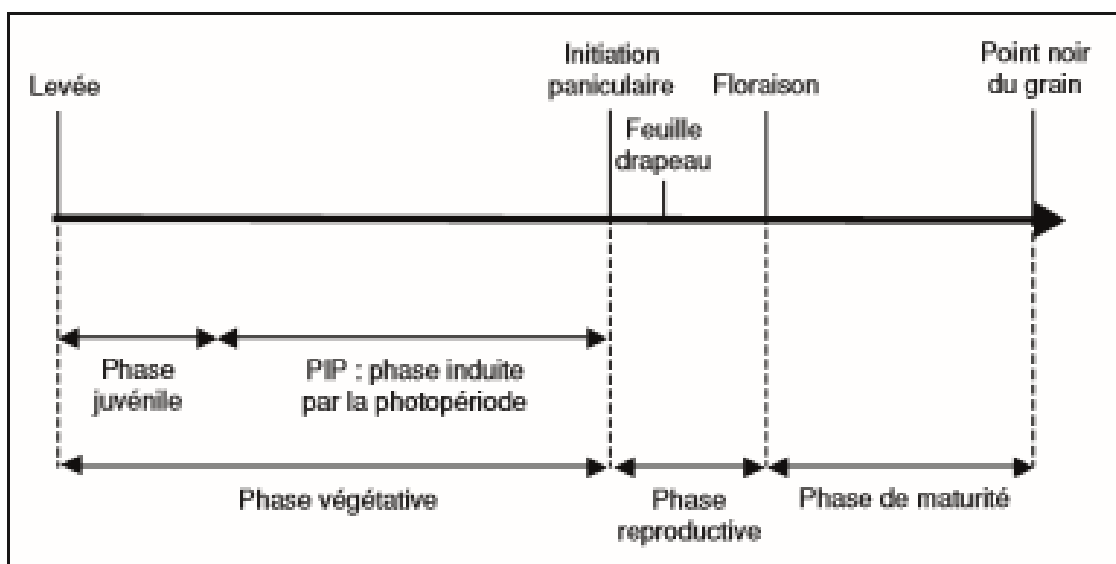 Levée
Initiation
paniculaire
Feuille
drapeau
Floraison
Point noir
du grain
Phase
juvénile
PIP : phase induite
par la photopériode
Phase végétative
Phase
reproductive
Phase de maturité